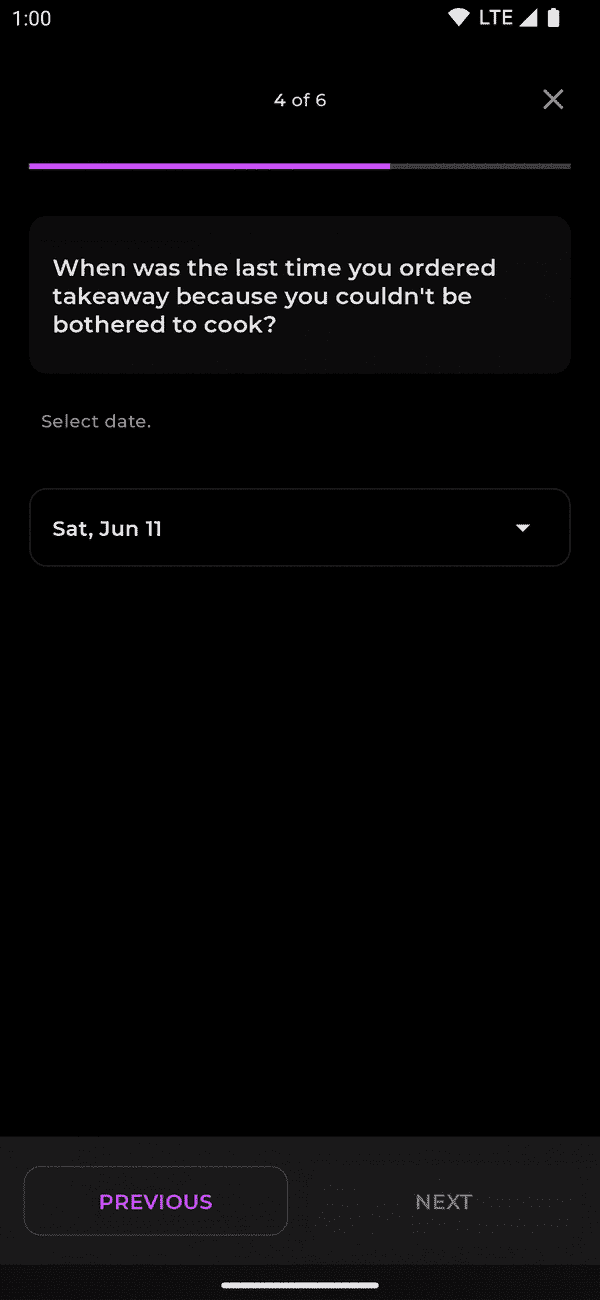 1:00 LTE
4 of 6
When was the last time you ordered
takeaway because you couldn't be
bothered to cook?
Select date.
Sat, Jun 11
PREVIOUS NEXT